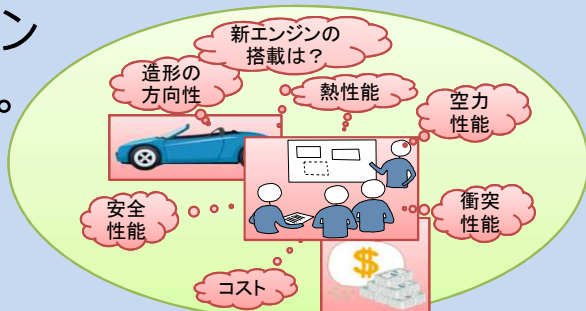 ン
。
新エンジンの
搭載は？
造形の
方向性
熱性能
空力
性能
安全
性能
衝突
性能
コスト
$